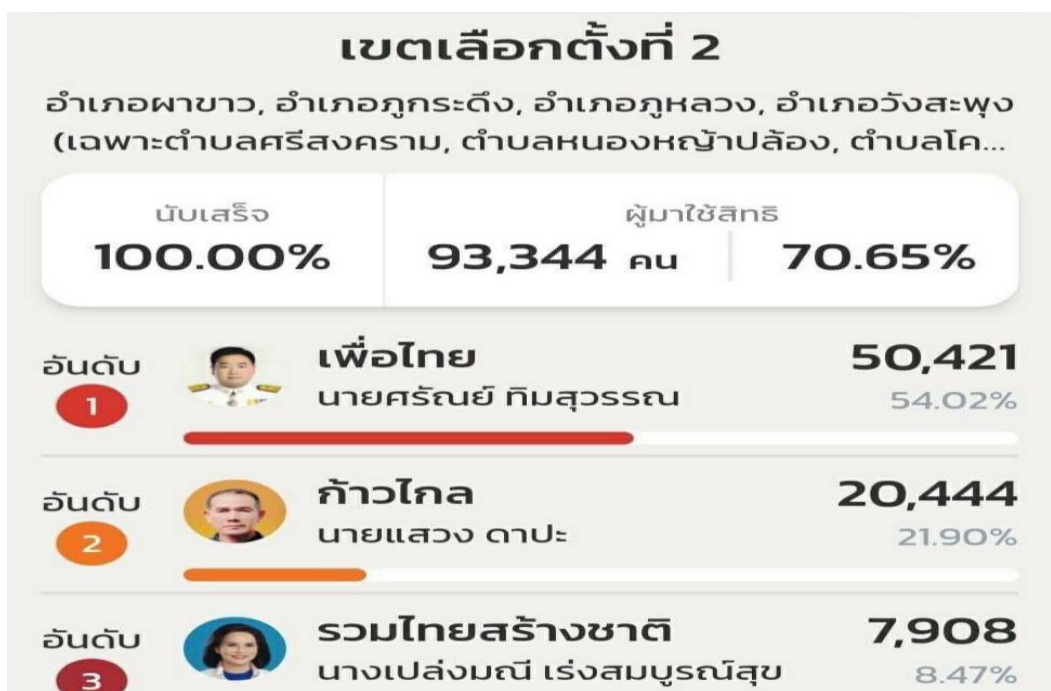 เขตเลือกตั้งที่ 2
อำเภอผาขาว, อำเภอภูกระดึง, อำเภอภูหลวง, อำเภอวังสะพุง
(เฉพาะตำบลศรีสงคราม, ตำบลหนองหญ้าปล้อง, ตำบลโค...
นับเสร็จ ผู้มาใช้สิทธิ
100.00% 93,344 คน 70.65%
อันดับ 1 เพื่อไทย 50,421
นายศรัณย์ ทิมสุวรรณ 54.02%
อันดับ 2 ก้าวไกล 20,444
นายแสวง ดาปะ 21.90%
อันดับ 3 รวมไทยสร้างชาติ 7,908
นางเปล่งมณี เร่งสมบูรณ์สุข 8.47%